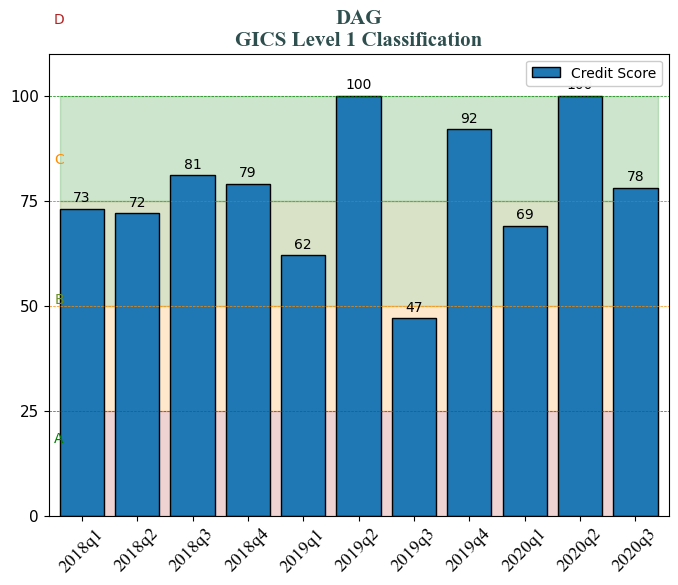 D
DAG
GICS Level 1 Classification
Credit Score
100
75
50
25
0
C
B
A
73
72
81
79
62
100
47
92
69
100
78
2018q1
2018q2
2018q3
2018q4
2019q1
2019q2
2019q3
2019q4
2020q1
2020q2
2020q3